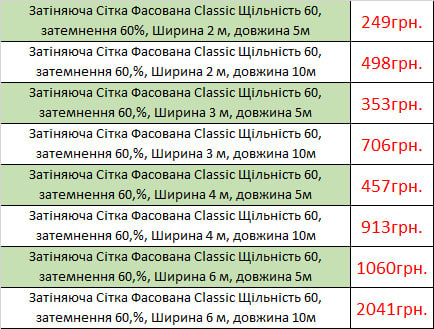 Затіняюча Сітка Фасована Classic Щільність 60,
затемнення 60%, Ширина 2 м, довжина 5м
249грн.
Затіняюча Сітка Фасована Classic Щільність 60,
затемнення 60,%, Ширина 2 м, довжина 10м
498грн.
Затіняюча Сітка Фасована Classic Щільність 60,
затемнення 60,%, Ширина 3 м, довжина 5м
353грн.
Затіняюча Сітка Фасована Classic Щільність 60,
затемнення 60,%, Ширина 3 м, довжина 10м
706грн.
Затіняюча Сітка Фасована Classic Щільність 60,
затемнення 60,%, Ширина 4 м, довжина 5м
457грн.
Затіняюча Сітка Фасована Classic Щільність 60,
затемнення 60,%, Ширина 4 м, довжина 10м
913грн.
Затіняюча Сітка Фасована Classic Щільність 60,
затемнення 60,%, Ширина 6 м, довжина 5м
1060грн.
Затіняюча Сітка Фасована Classic Щільність 60,
затемнення 60,%, Ширина 6 м, довжина 10м
2041грн.